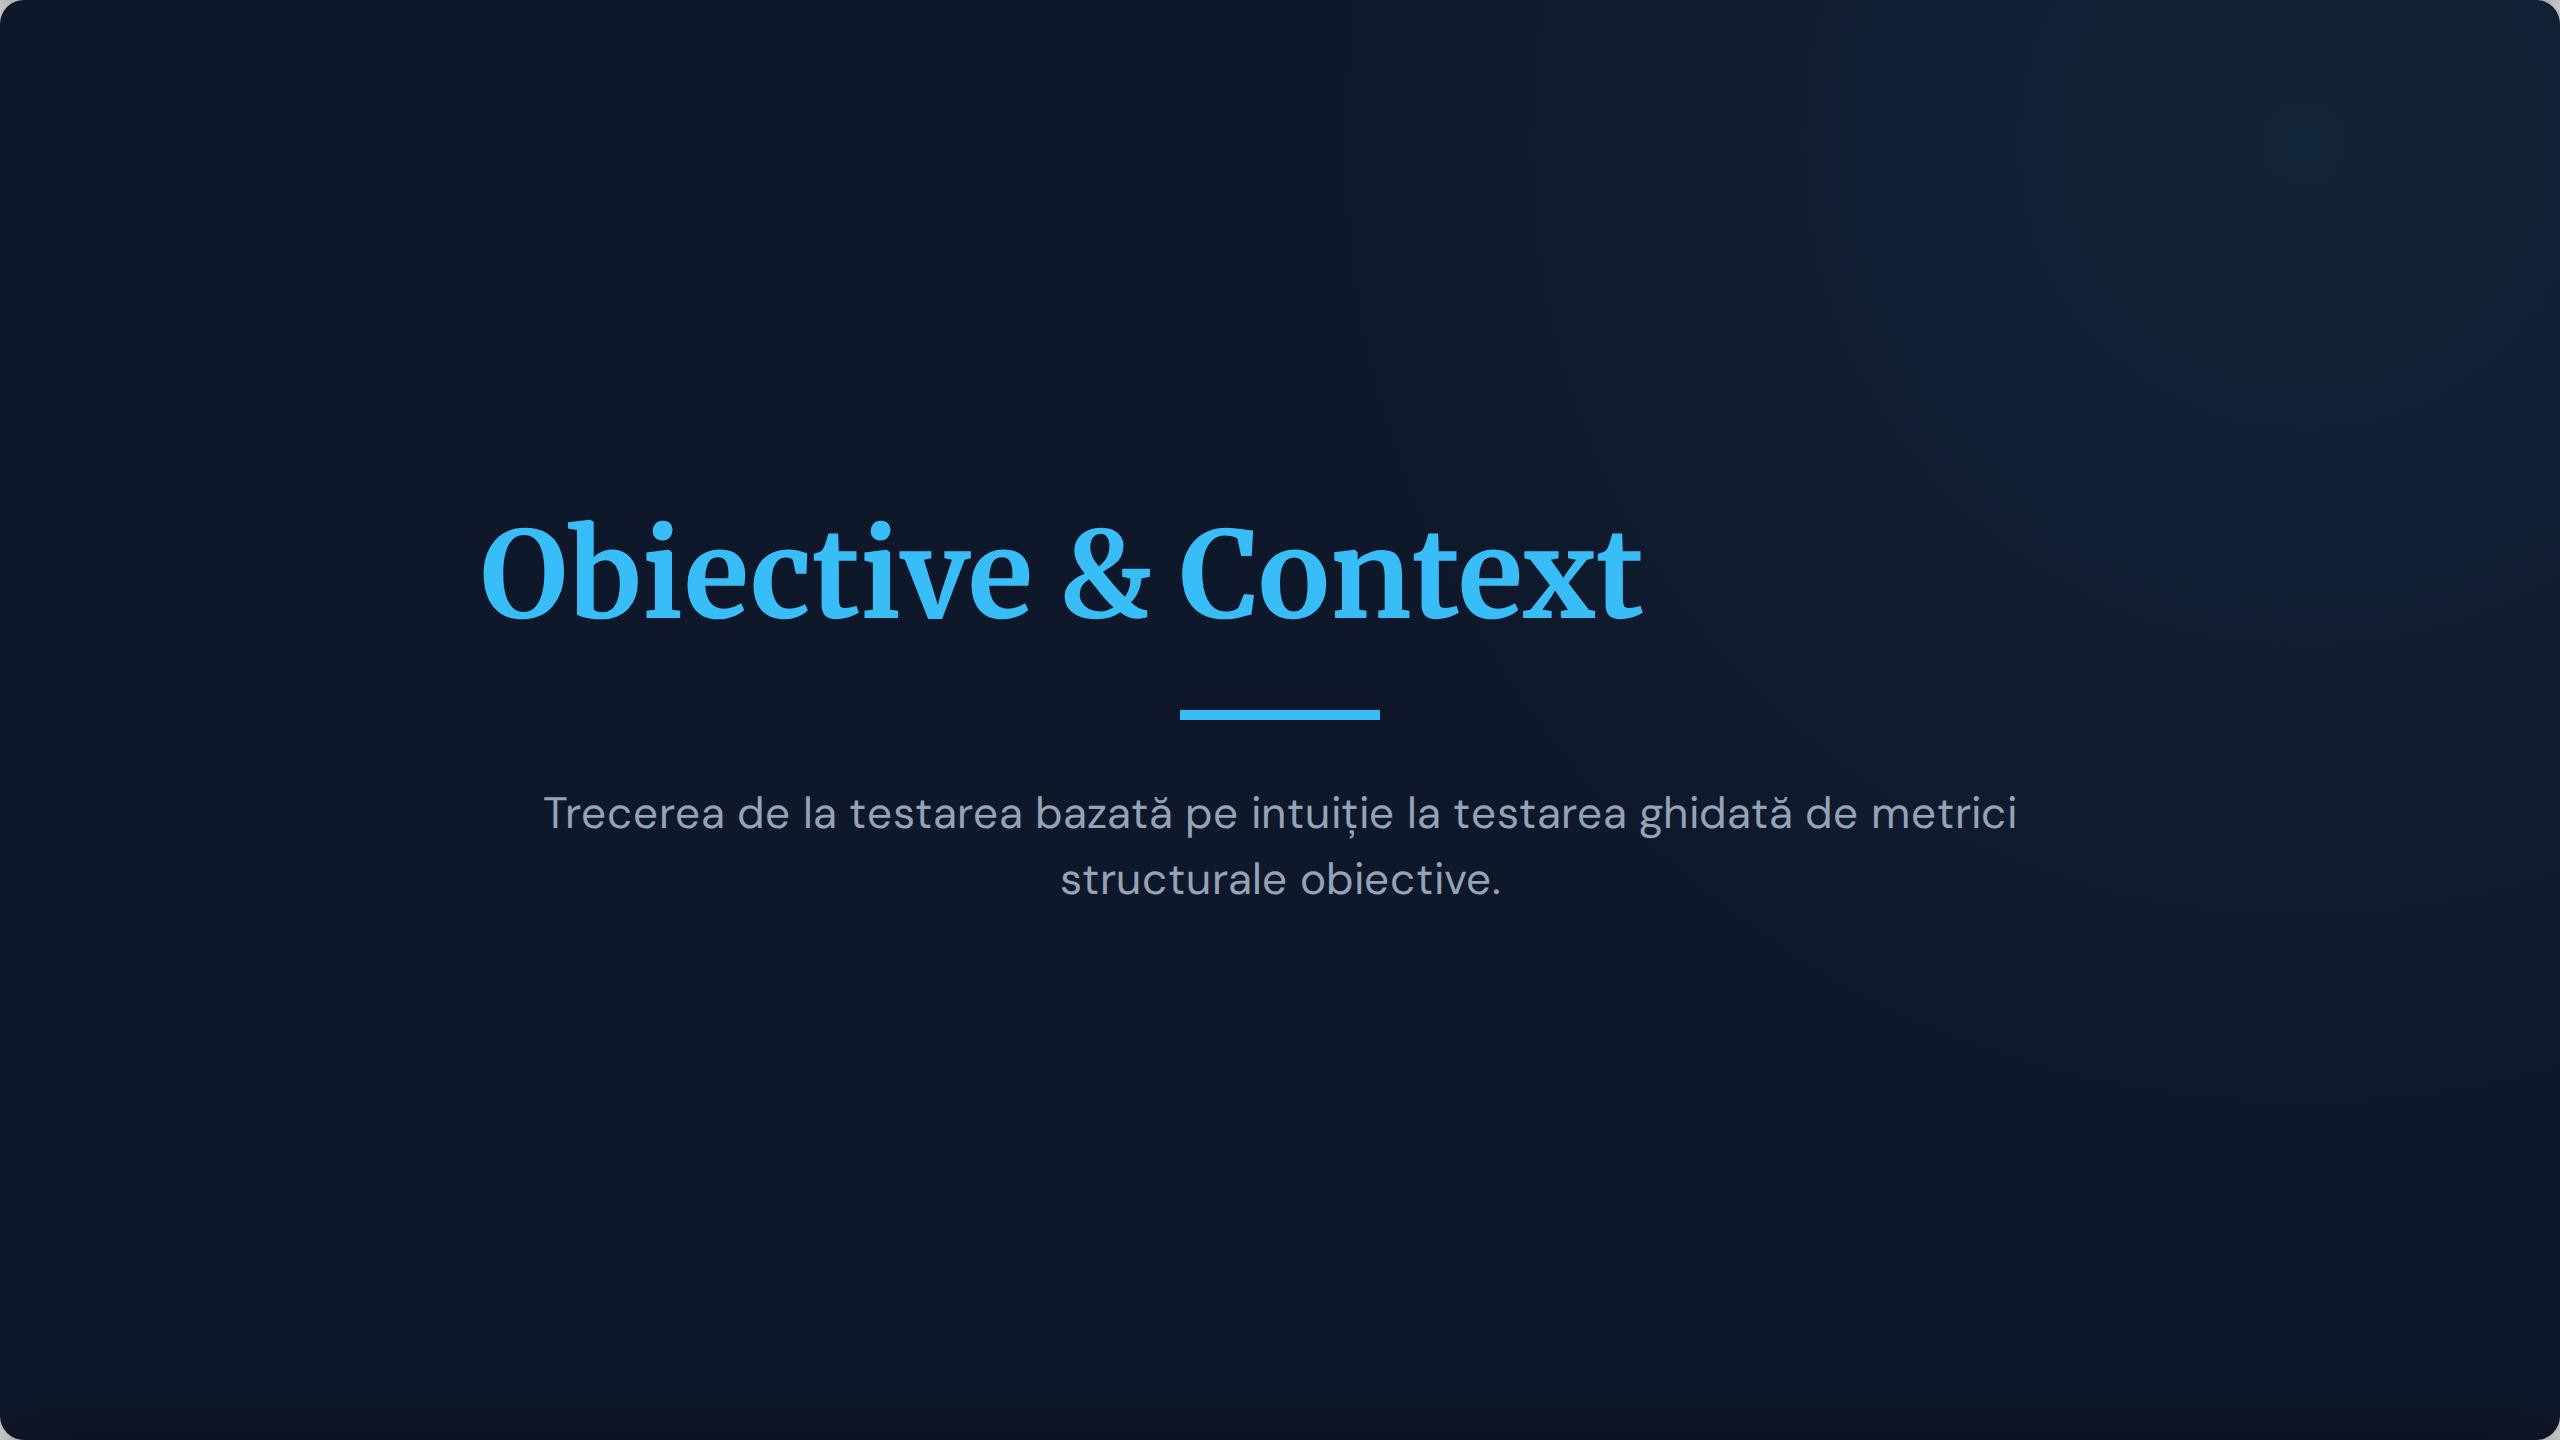 Obiective & Context
Trecerea de la testarea bazată pe intuiție la testarea ghidată de metrici
structurale obiective.